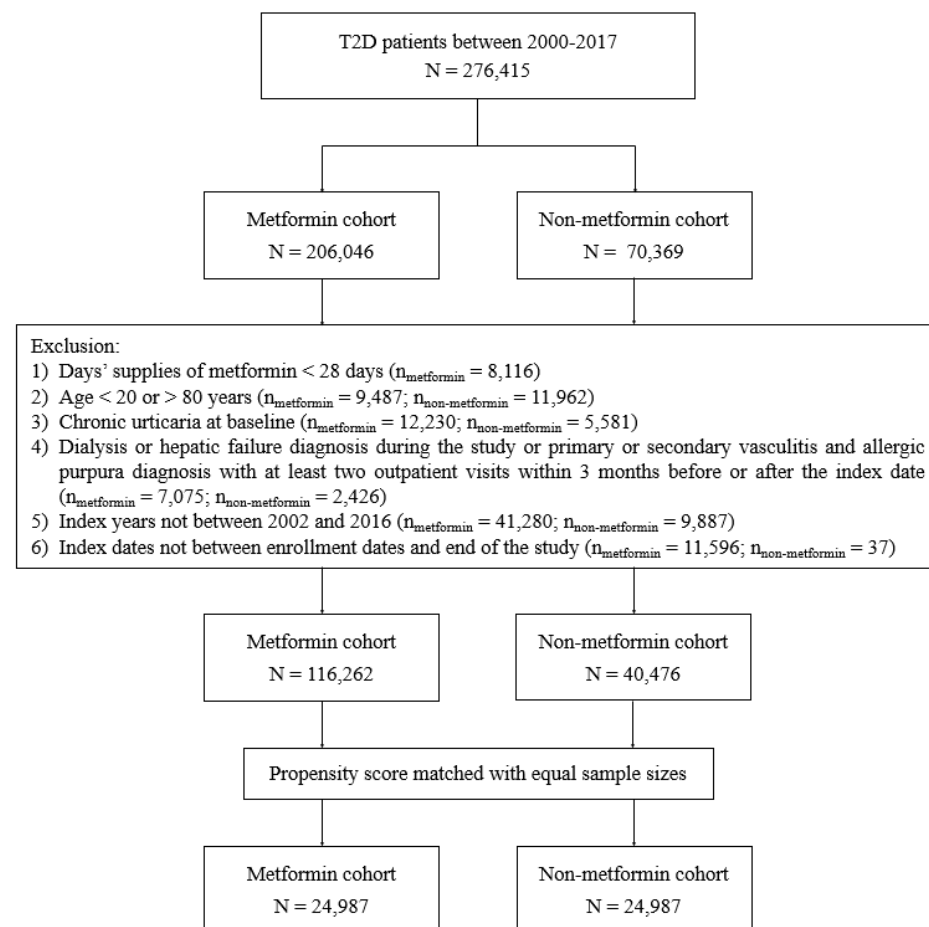 T2D patients between 2000-2017
N = 276,415
Metformin cohort
N = 206,046
Non-metformin cohort
N = 70,369
Exclusion:
1) Days’ supplies of metformin < 28 days (nmetformin = 8,116)
2) Age < 20 or > 80 years (nmetformin = 9,487; nnon-metformin = 11,962)
3) Chronic urticaria at baseline (nmetformin = 12,230; nnon-metformin = 5,581)
4) Dialysis or hepatic failure diagnosis during the study or primary or secondary vasculitis and allergic
purpura diagnosis with at least two outpatient visits within 3 months before or after the index date
(nmetformin = 7,075; nnon-metformin = 2,426)
5) Index years not between 2002 and 2016 (nmetformin = 41,280; nnon-metformin = 9,887)
6) Index dates not between enrollment dates and end of the study (nmetformin = 11,596; nnon-metformin = 37)
Metformin cohort
N = 116,262
Non-metformin cohort
N = 40,476
Propensity score matched with equal sample sizes
Metformin cohort
N = 24,987
Non-metformin cohort
N = 24,987